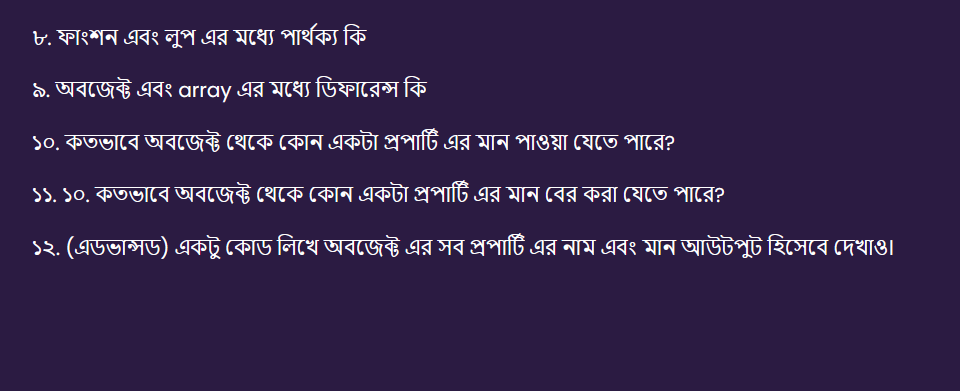 ৮. ফাংশন এবং লুপ এর মধ্যে পার্থক্য কি
৯. অবজেক্ট এবং array এর মধ্যে ডিফারেন্স কি
১০. কতভাবে অবজেক্ট থেকে কোন একটা প্রপার্টি এর মান পাওয়া যেতে পারে?
১১. ১০. কতভাবে অবজেক্ট থেকে কোন একটা প্রপার্টি এর মান বের করা যেতে পারে?
১২. (এডভান্সড) একটু কোড লিখে অবজেক্ট এর সব প্রপার্টি এর নাম এবং মান আউটপুট হিসেবে দেখাও।